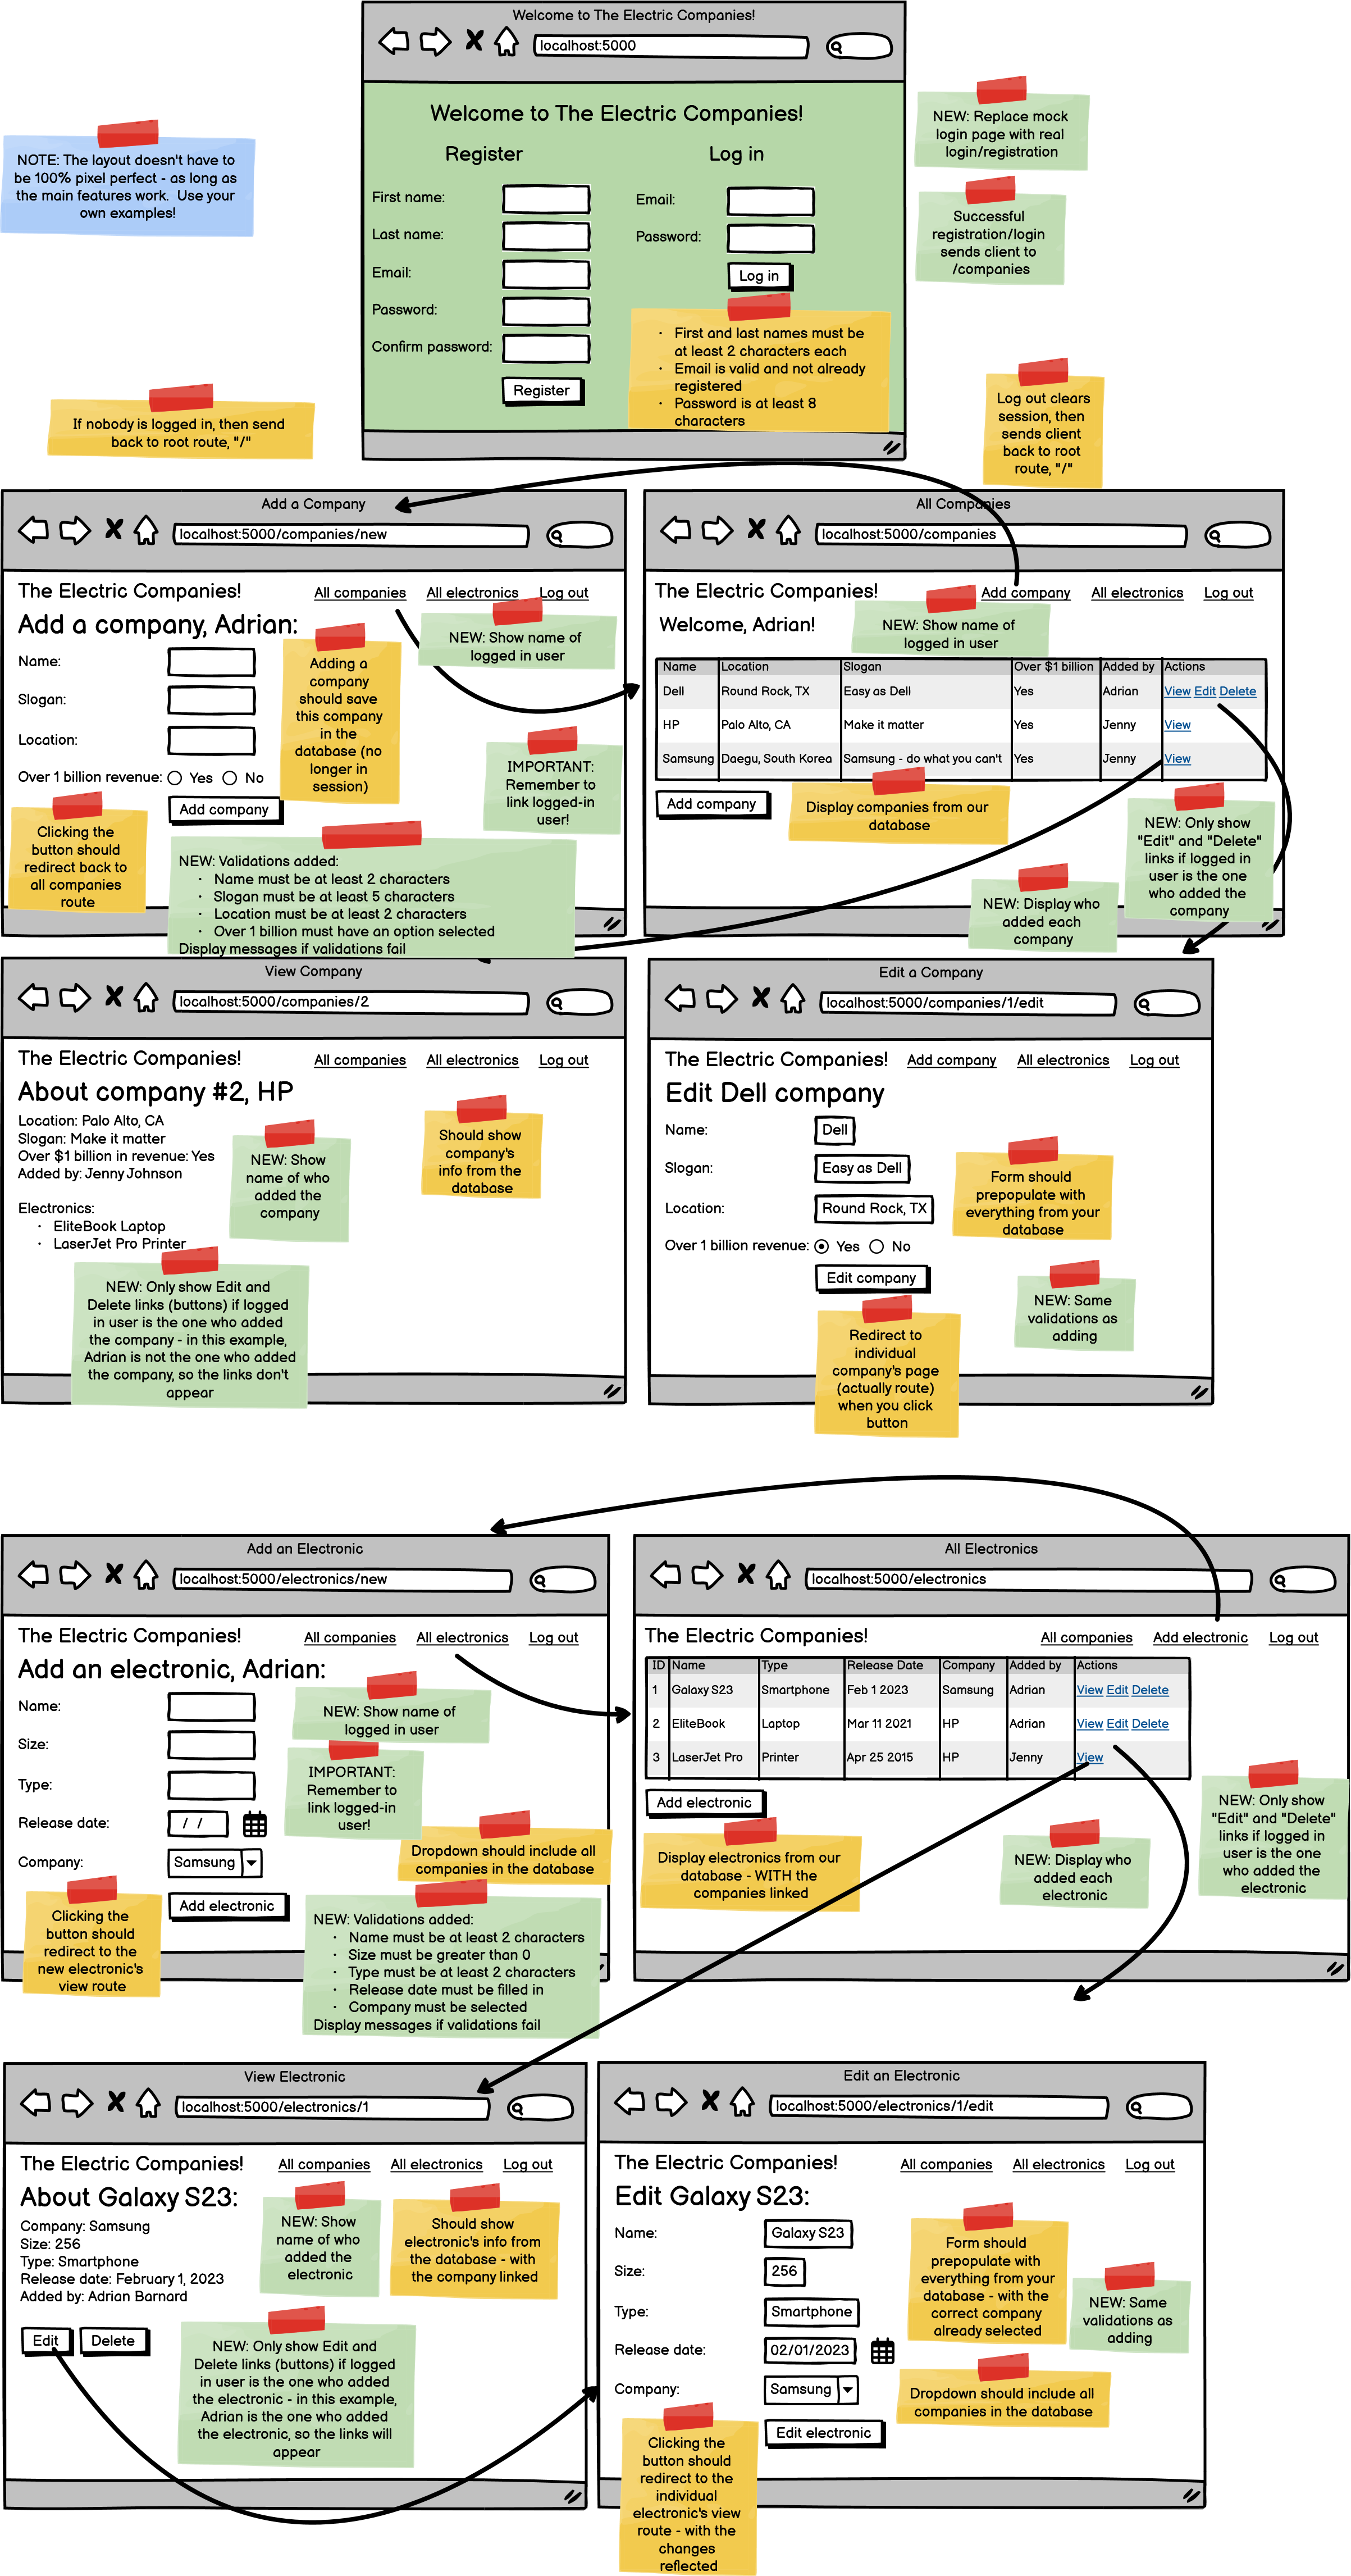 Welcome to The Electric Companies!
localhost:5000
Welcome to The Electric Companies!
Register
Log in
First name:
Last name:
Email:
Password:
Confirm password:
Register
Email:
Password:
Log in
First and last names must be
at least 2 characters each
Email is valid and not already
registered
Password is at least 8
characters
NOTE: The layout doesn't have to
be 100% pixel perfect - as long as
the main features work. Use your
own examples!
NEW: Replace mock
login page with real
login/registration
Successful
registration/login
sends client to
/companies
If nobody is logged in, then send
back to root route, "/"
Log out clears
session, then
sends client
back to root
route, "/"
Add a Company
localhost:5000/companies/new
The Electric Companies!
All companies
All electronics
Log out
Add a company, Adrian:
Name:
Slogan:
Location:
Over 1 billion revenue:
Yes
No
Add company
Adding a
company
should save
this company
in the
database (no
longer in
session)
NEW: Show name of
logged in user
IMPORTANT:
Remember to
link logged-in
user!
Clicking the
button should
redirect back to
all companies
route
NEW: Validations added:
Name must be at least 2 characters
Slogan must be at least 5 characters
Location must be at least 2 characters
Over 1 billion must have an option selected
Display messages if validations fail
All Companies
localhost:5000/companies
The Electric Companies!
Add company
All electronics
Log out
Welcome, Adrian!
NEW: Show name of
logged in user
Name Location Slogan Over $1 billion Added by Actions
Dell Round Rock, TX Easy as Dell Yes Adrian View Edit Delete
HP Palo Alto, CA Make it matter Yes Jenny View
Samsung Daegu, South Korea Samsung - do what you can't Yes Jenny View
Add company
Display companies from our
database
NEW: Display who
added each
company
NEW: Only show
"Edit" and "Delete"
links if logged in
user is the one
who added the
company
View Company
localhost:5000/companies/2
The Electric Companies!
All companies
All electronics
Log out
About company #2, HP
Location: Palo Alto, CA
Slogan: Make it matter
Over $1 billion in revenue: Yes
Added by: Jenny Johnson
Electronics:
EliteBook Laptop
LaserJet Pro Printer
NEW: Show
name of who
added the
company
Should show
company's
info from the
database
NEW: Only show Edit and
Delete links (buttons) if logged
in user is the one who added
the company - in this example,
Adrian is not the one who added
the company, so the links don't
appear
Edit a Company
localhost:5000/companies/1/edit
The Electric Companies!
Add company
All electronics
Log out
Edit Dell company
Name:
Dell
Slogan:
Easy as Dell
Location:
Round Rock, TX
Over 1 billion revenue:
Yes
No
Edit company
Form should
prepopulate with
everything from your
database
NEW: Same
validations as
adding
Redirect to
individual
company's page
(actually route)
when you click
button
Add an Electronic
localhost:5000/electronics/new
The Electric Companies!
All companies
All electronics
Log out
Add an electronic, Adrian:
Name:
Size:
Type:
Release date:
/ /
Company:
Samsung
Add electronic
NEW: Show name of
logged in user
IMPORTANT:
Remember to
link logged-in
user!
Dropdown should include all
companies in the database
Clicking the
button should
redirect to the
new electronic's
view route
NEW: Validations added:
Name must be at least 2 characters
Size must be greater than 0
Type must be at least 2 characters
Release date must be filled in
Company must be selected
Display messages if validations fail
All Electronics
localhost:5000/electronics
The Electric Companies!
All companies
Add electronic
Log out
ID Name Type Release Date Company Added by Actions
1 Galaxy S23 Smartphone Feb 1 2023 Samsung Adrian View Edit Delete
2 EliteBook Laptop Mar 11 2021 HP Adrian View Edit Delete
3 LaserJet Pro Printer Apr 25 2015 HP Jenny View
Add electronic
Display electronics from our
database - WITH the
companies linked
NEW: Display who
added each
electronic
NEW: Only show
"Edit" and "Delete"
links if logged in
user is the one
who added the
electronic
View Electronic
localhost:5000/electronics/1
The Electric Companies!
All companies
All electronics
Log out
About Galaxy S23:
Company: Samsung
Size: 256
Type: Smartphone
Release date: February 1, 2023
Added by: Adrian Barnard
Edit
Delete
NEW: Show
name of who
added the
electronic
Should show
electronic's info from
the database - with
the company linked
NEW: Only show Edit and
Delete links (buttons) if logged
in user is the one who added
the electronic - in this example,
Adrian is the one who added
the electronic, so the links will
appear
Edit an Electronic
localhost:5000/electronics/1/edit
The Electric Companies!
All companies
All electronics
Log out
Edit Galaxy S23:
Name:
Galaxy S23
Size:
256
Type:
Smartphone
Release date:
02/01/2023
Company:
Samsung
Edit electronic
Form should
prepopulate with
everything from your
database - with the
correct company
already selected
NEW: Same
validations as
adding
Dropdown should include all
companies in the database
Clicking the
button should
redirect to the
individual
electronic's view
route - with the
changes
reflected